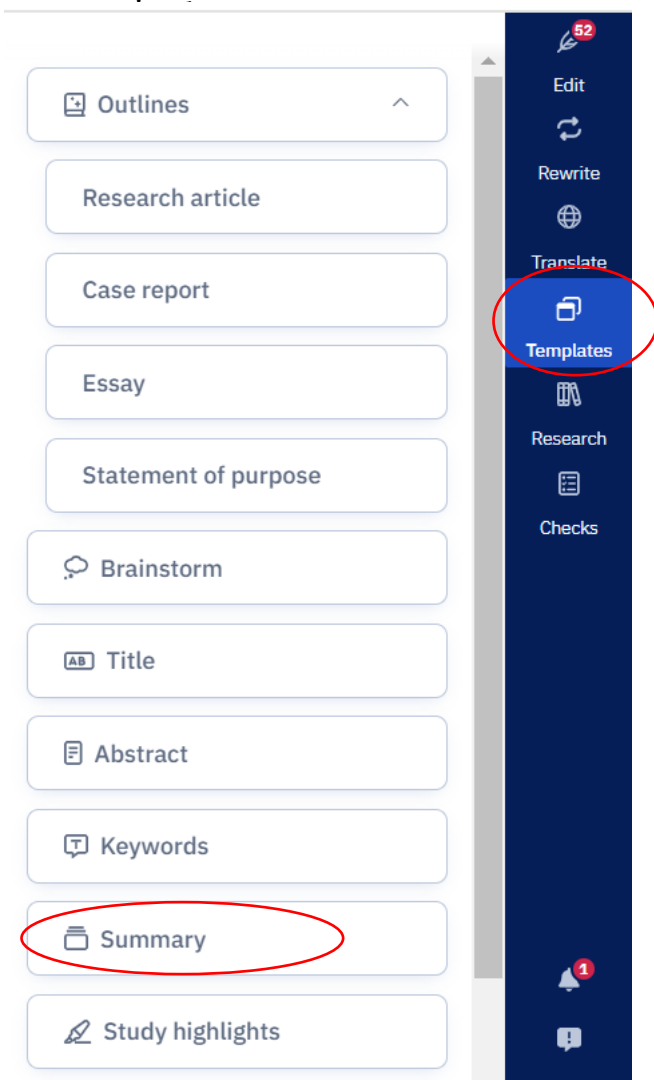 Outlines
Research article
Case report
Essay
Statement of purpose
Brainstorm
AB Title
Abstract
T Keywords
Summary
Study highlights
52
Edit
Rewrite
Translate
Templates
Research
Checks
1